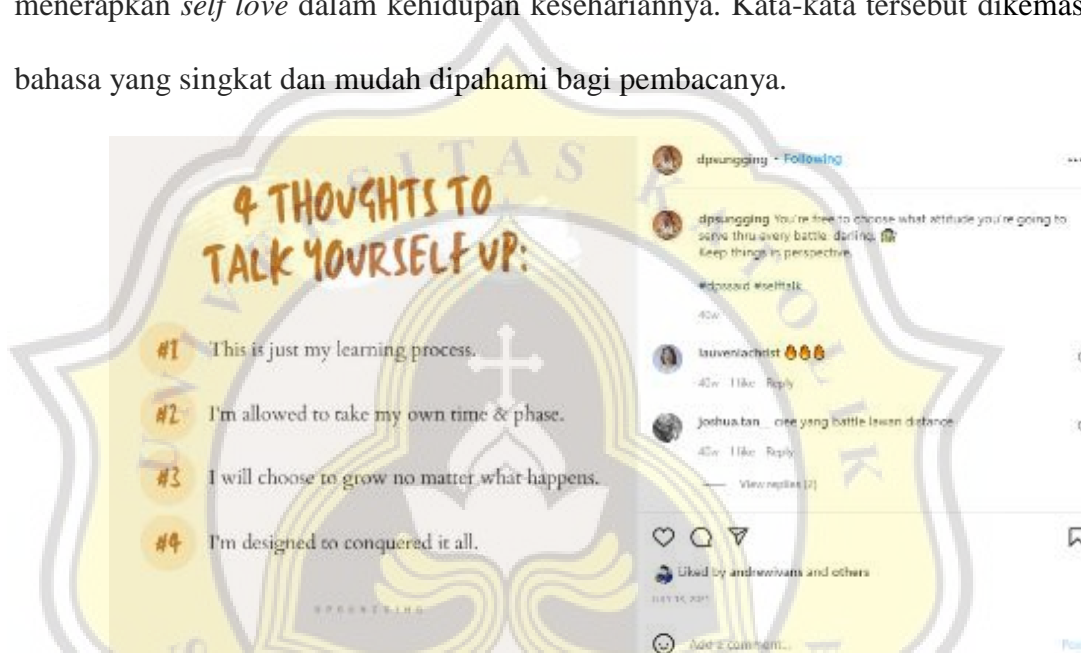 menerapkan self love dalam kehidupan kesehariannya. Kata-kata tersebut dikemas
bahasa yang singkat dan mudah dipahami bagi pembacanya.
4 THOUGHTS TO
TALK YOURSELF UP:
#1 This is just my learning process.
#2 I'm allowed to take my own time & phase.
#3 I will choose to grow no matter what happens.
#4 I'm designed to conquered it all.
dpsungging • Following
dpsungging You're free to choose what attitude you're going to
serve thru every battle, darling.
Keep things in perspective.
#dpssaid #selftalk
40w
lauveniachrist 🔥🔥🔥
40w 1 like Reply
joshua.tan_ ciee yang battle lawan distance
40w 1 like Reply
View replies (2)
Liked by andrewivans and others
Add a comment...
UNIVERSITAS KATOLIK